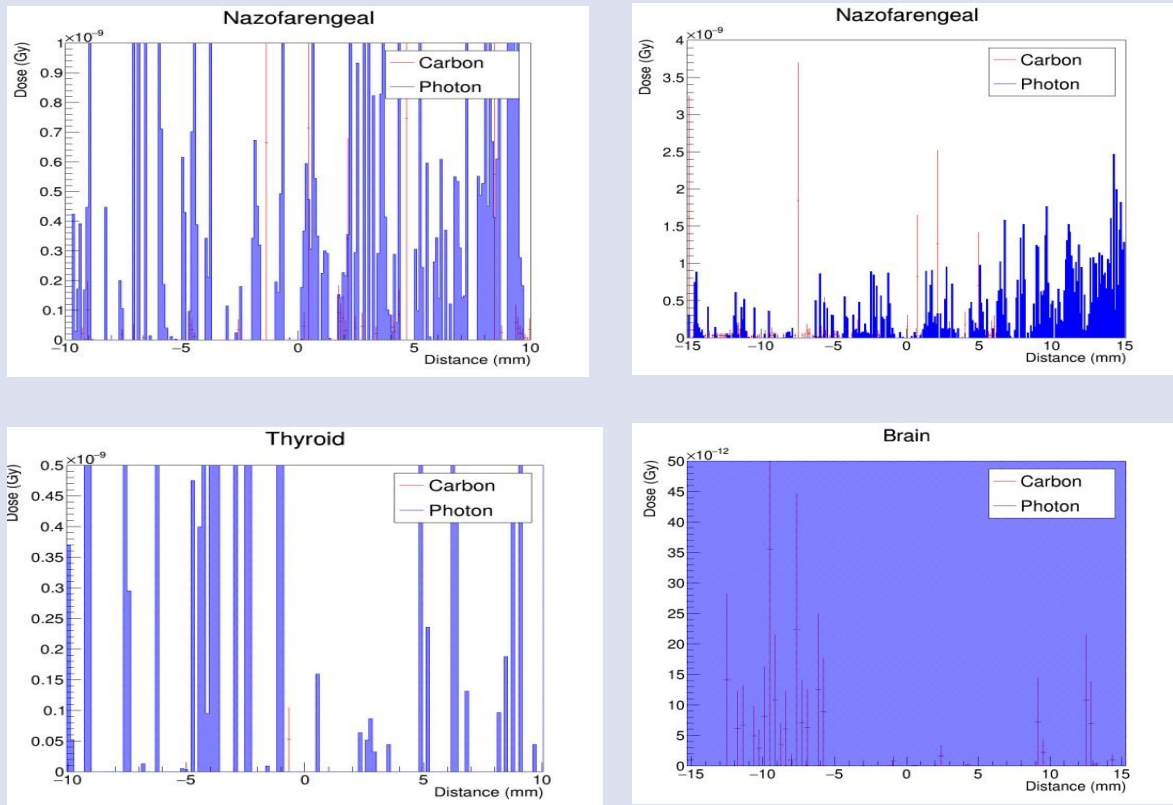 Nazofarengeal
×10⁻⁹
Dose (Gy)
1
0.9
0.8
0.7
0.6
0.5
0.4
0.3
0.2
0.1
0
Carbon
Photon
−10 −5 0 5 10
Distance (mm)
Nazofarengeal
×10⁻⁹
Dose (Gy)
4
3.5
3
2.5
2
1.5
1
0.5
0
Carbon
Photon
−15 −10 −5 0 5 10 15
Distance (mm)
Thyroid
×10⁻⁹
Dose (Gy)
0.5
0.45
0.4
0.35
0.3
0.25
0.2
0.15
0.1
0.05
0
Carbon
Photon
−10 −5 0 5 10
Distance (mm)
Brain
×10⁻¹²
Dose (Gy)
50
45
40
35
30
25
20
15
10
5
0
Carbon
Photon
−15 −10 −5 0 5 10 15
Distance (mm)